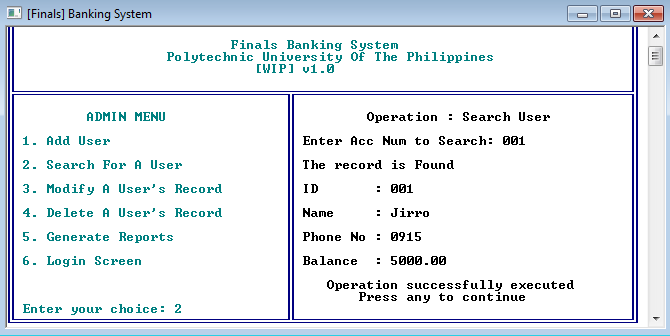 [Finals] Banking System
Finals Banking System
Polytechnic University Of The Philippines
[WIP] v1.0
ADMIN MENU
1. Add User
2. Search For A User
3. Modify A User's Record
4. Delete A User's Record
5. Generate Reports
6. Login Screen
Enter your choice: 2
Operation : Search User
Enter Acc Num to Search: 001
The record is Found
ID : 001
Name : Jirro
Phone No : 0915
Balance : 5000.00
Operation successfully executed
Press any to continue